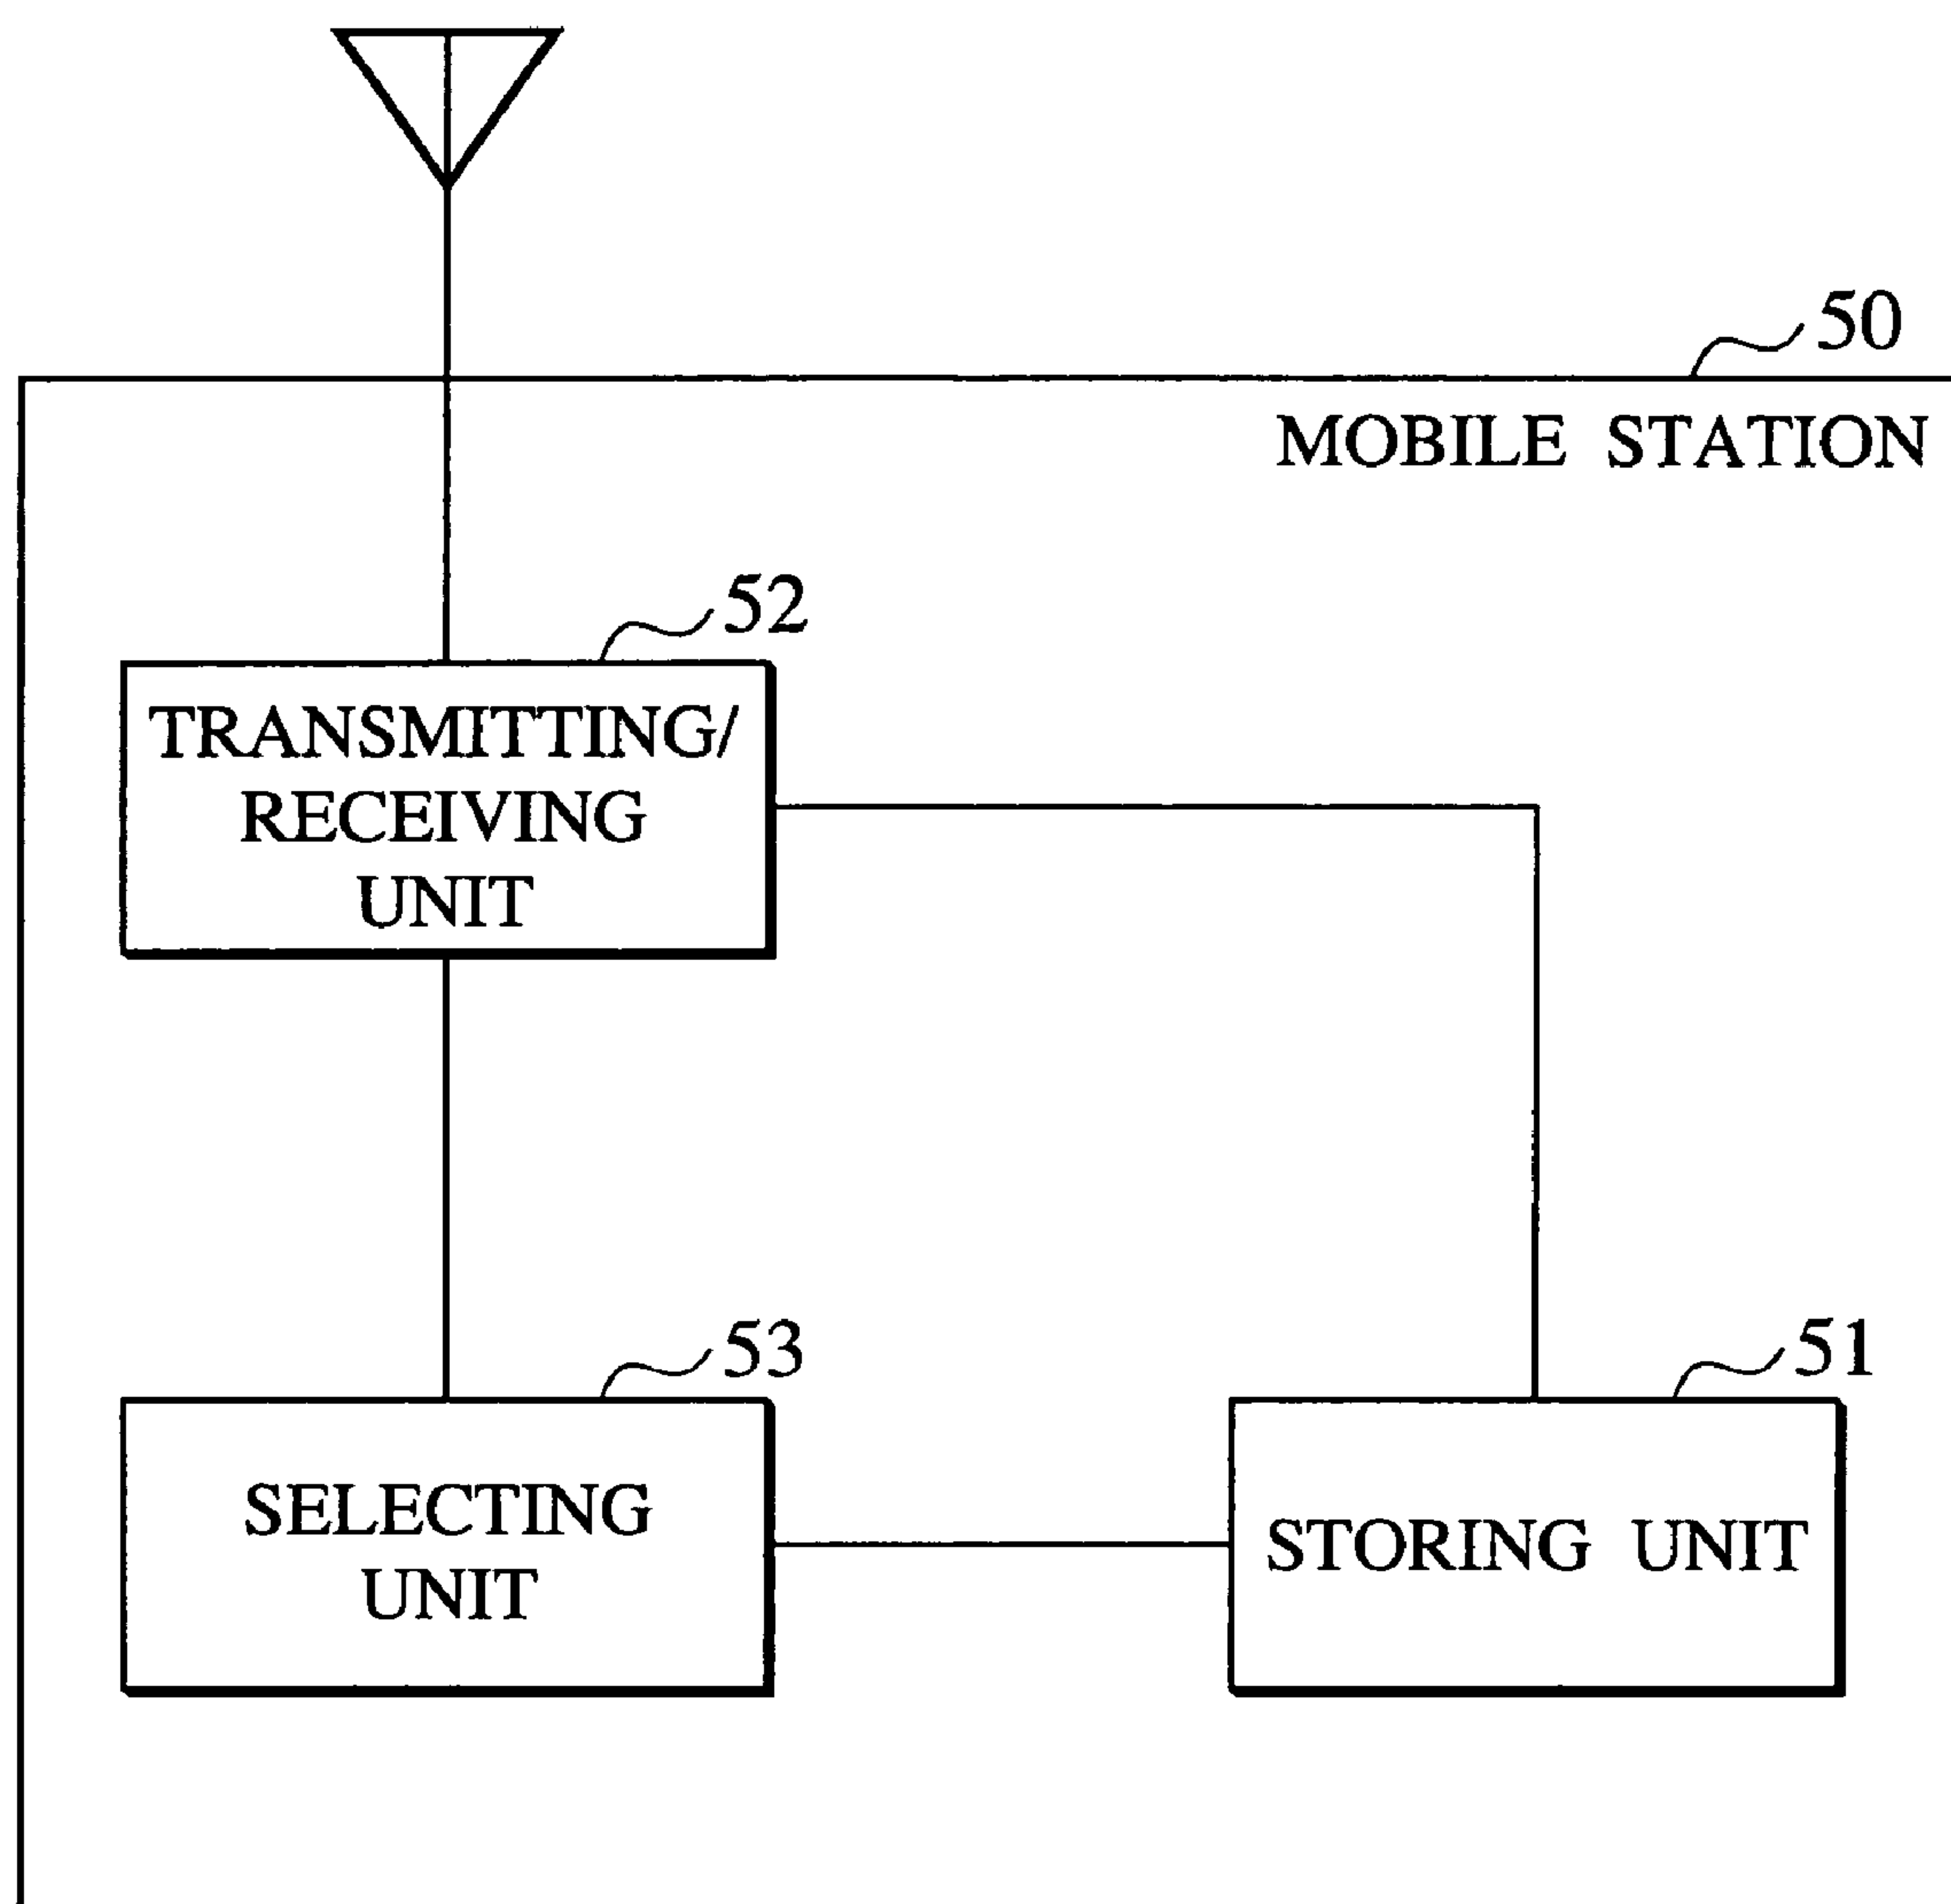 50
MOBILE STATION
52
TRANSMITTING/
RECEIVING
UNIT
53
51
SELECTING
UNIT
STORING UNIT